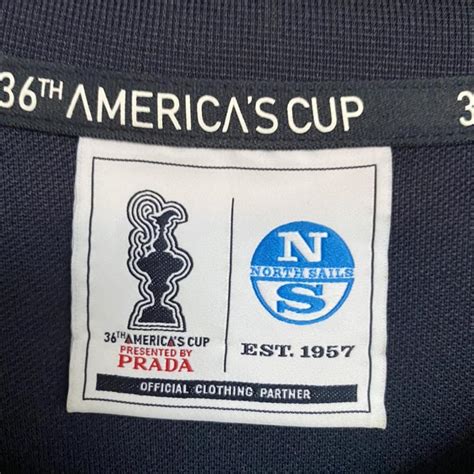 36TH AMERICA'S CUP 3
36TH AMERICA'S CUP
PRESENTED BY
PRADA
N
NORTH SAILS
S
EST. 1957
OFFICIAL CLOTHING PARTNER